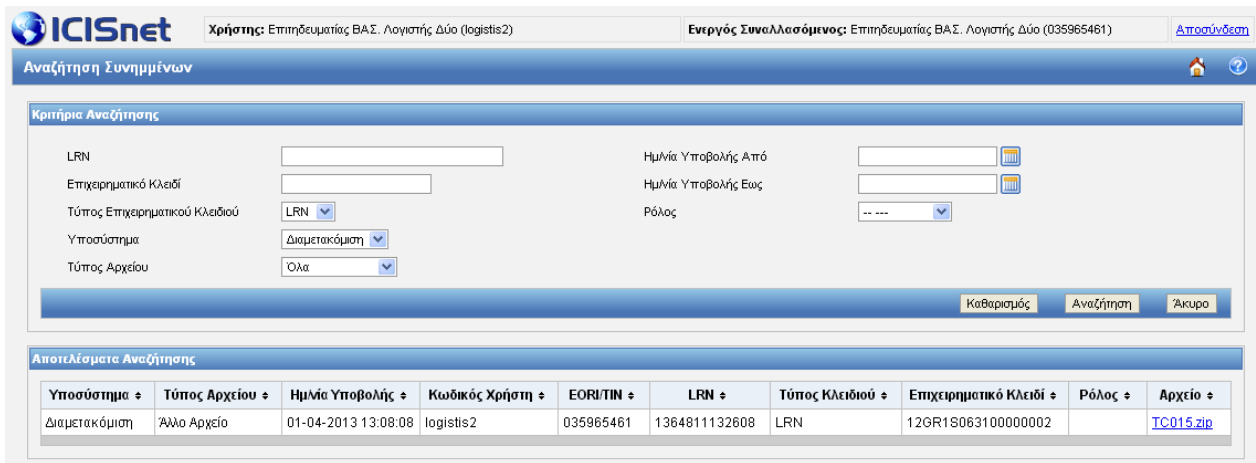 ICISnet Χρήστης: Επιτηδευματίας ΒΑΣ. Λογιστής Δύο (logistis2) Ενεργός Συναλλασόμενος: Επιτηδευματίας ΒΑΣ. Λογιστής Δύο (035965461) Αποσύνδεση
Αναζήτηση Συνημμένων
Κριτήρια Αναζήτησης
LRN Ημ/νία Υποβολής Από
Επιχειρηματικό Κλειδί Ημ/νία Υποβολής Εως
Τύπος Επιχειρηματικού Κλειδιού LRN Ρόλος -- ---
Υποσύστημα Διαμετακόμιση
Τύπος Αρχείου Όλα
Καθαρισμός Αναζήτηση Άκυρο
Αποτελέσματα Αναζήτησης
Υποσύστημα Τύπος Αρχείου Ημ/νία Υποβολής Κωδικός Χρήστη EORI/TIN LRN Τύπος Κλειδιού Επιχειρηματικό Κλειδί Ρόλος Αρχείο
Διαμετακόμιση Άλλο Αρχείο 01-04-2013 13:08:08 logistis2 035965461 1364811132608 LRN 12GR1S063100000002 TC015.zip